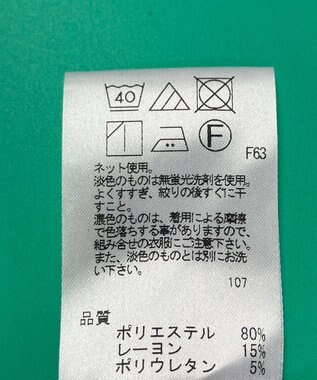 40
F
F63
ネット使用。
淡色のものは無蛍光洗剤を使用。
よくすすぎ、絞りの後すぐに干
すこと。
濃色のものは、着用による摩擦
で色落ちする事がありますので、
組み合せの衣服にご注意下さい。
また、淡色のものとは別にお洗
い下さい。
107
品質
ポリエステル 80%
レーヨン 15%
ポリウレタン 5%